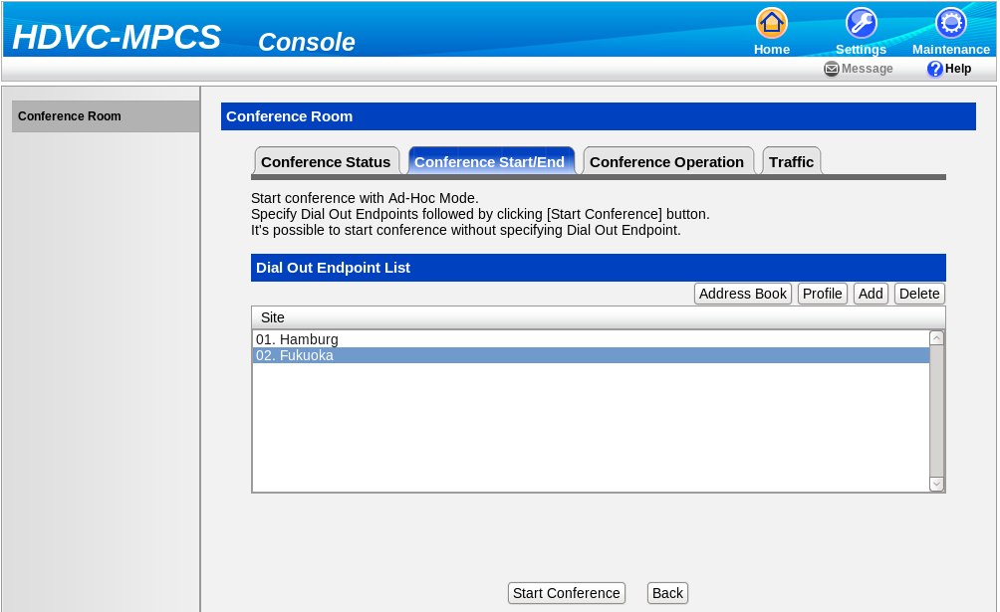 HDVC-MPCS Console
Home Settings Maintenance
Message Help
Conference Room
Conference Room
Conference Status Conference Start/End Conference Operation Traffic
Start conference with Ad-Hoc Mode.
Specify Dial Out Endpoints followed by clicking [Start Conference] button.
It's possible to start conference without specifying Dial Out Endpoint.
Dial Out Endpoint List
Address Book Profile Add Delete
Site
01. Hamburg
02. Fukuoka
Start Conference Back